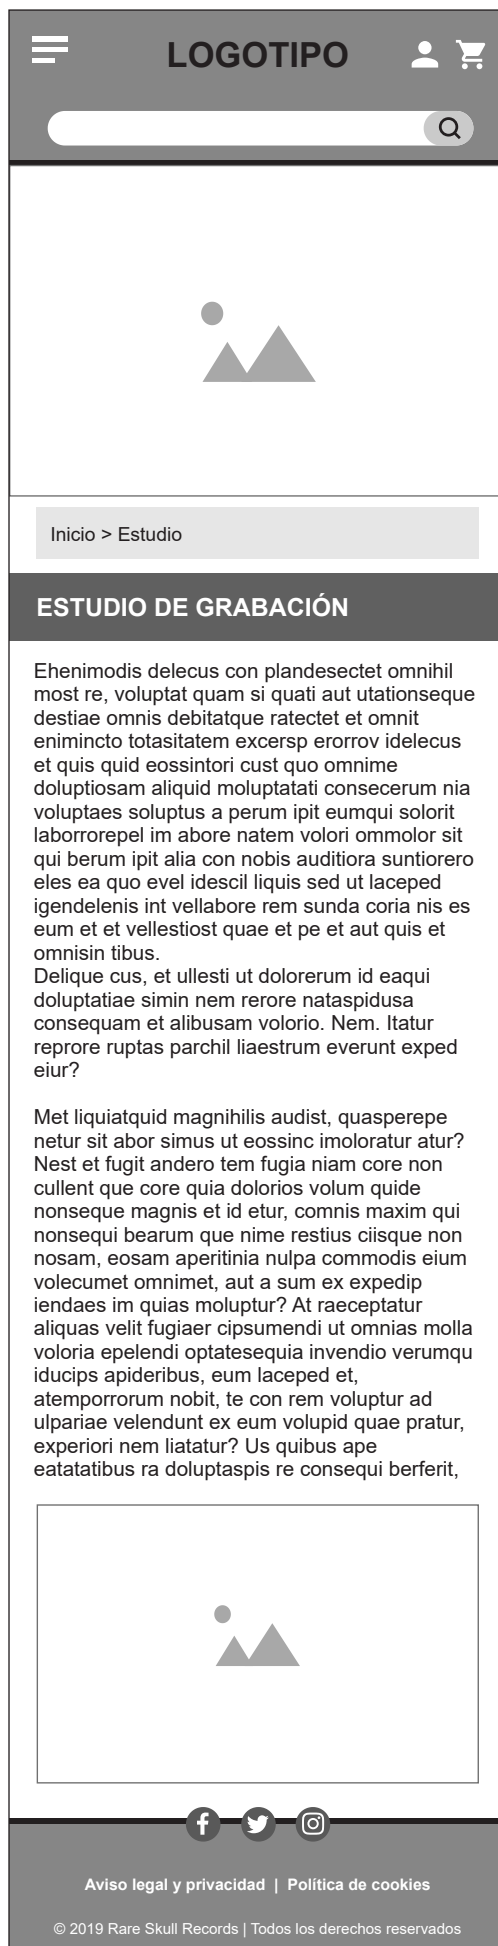 LOGOTIPO
Inicio > Estudio
ESTUDIO DE GRABACIÓN
Ehenimodis delecus con plandesectet omnihil
most re, voluptat quam si quati aut utationseque
destiae omnis debitatque ratectet et omnit
enimincto totasitatem excersp erorrov idelecus
et quis quid eossintori cust quo omnime
doluptiosam aliquid moluptatati consecerum nia
voluptaes soluptus a perum ipit eumqui solorit
laborrorepel im abore natem volori ommolor sit
qui berum ipit alia con nobis auditiora suntiorero
eles ea quo evel idescil liquis sed ut laceped
igendelenis int vellabore rem sunda coria nis es
eum et et vellestiost quae et pe et aut quis et
omnisin tibus.
Delique cus, et ullesti ut dolorerum id eaqui
doluptatiae simin nem rerore nataspidusa
consequam et alibusam volorio. Nem. Itatur
reprore ruptas parchil liaestrum everunt exped
eiur?
Met liquiatquid magnihilis audist, quasperepe
netur sit abor simus ut eossinc imoloratur atur?
Nest et fugit andero tem fugia niam core non
cullent que core quia dolorios volum quide
nonseque magnis et id etur, comnis maxim qui
nonsequi bearum que nime restius ciisque non
nosam, eosam aperitinia nulpa commodis eium
volecumet omnimet, aut a sum ex expedip
iendaes im quias moluptur? At raeceptatur
aliquas velit fugiaer cipsumendi ut omnias molla
voloria epelendi optatesequia invendio verumqu
iducips apideribus, eum laceped et,
atemporrorum nobit, te con rem voluptur ad
ulpariae velendunt ex eum volupid quae pratur,
experiori nem liatatur? Us quibus ape
eatatatibus ra doluptaspis re consequi berferit,
Aviso legal y privacidad | Política de cookies
© 2019 Rare Skull Records | Todos los derechos reservados